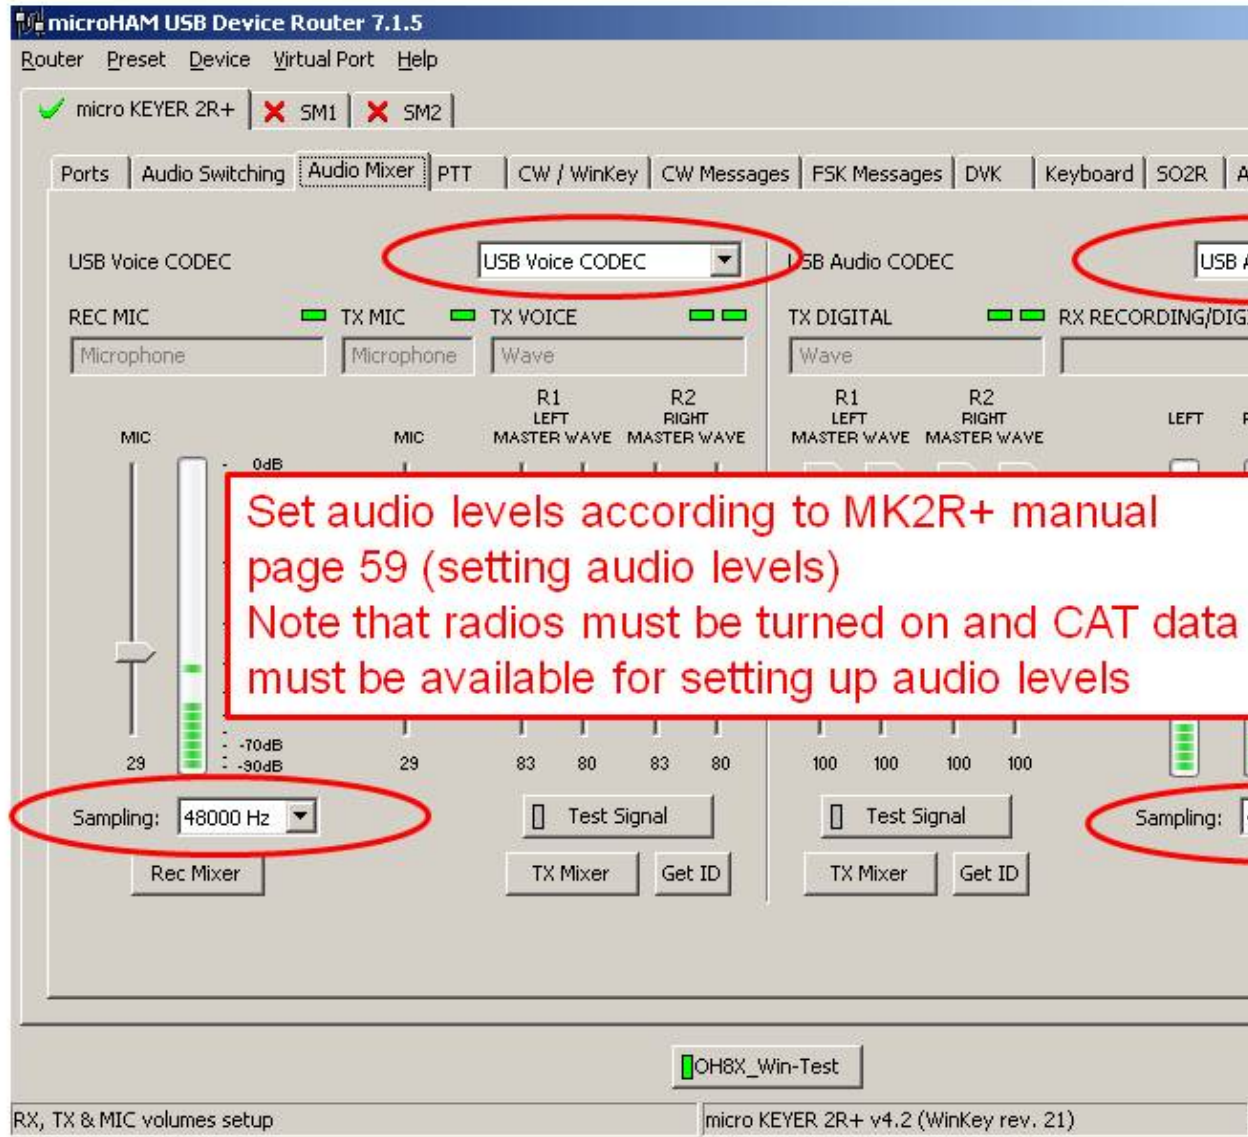 microHAM USB Device Router 7.1.5
Router Preset Device Virtual Port Help
micro KEYER 2R+ SM1 SM2
Ports Audio Switching Audio Mixer PTT CW / WinKey CW Messages FSK Messages DVK Keyboard SO2R
USB Voice CODEC USB Voice CODEC USB Audio CODEC USB
REC MIC TX MIC TX VOICE TX DIGITAL RX RECORDING/DIG
Microphone Microphone Wave Wave
R1 R2 R1 R2
LEFT RIGHT LEFT RIGHT LEFT
MIC MIC MASTER WAVE MASTER WAVE MASTER WAVE MASTER WAVE
0dB
Set audio levels according to MK2R+ manual
page 59 (setting audio levels)
Note that radios must be turned on and CAT data
must be available for setting up audio levels
-70dB
29 -90dB 29 83 80 83 80 100 100 100 100
Sampling: 48000 Hz Test Signal Test Signal Sampling:
Rec Mixer TX Mixer Get ID TX Mixer Get ID
OH8X_Win-Test
RX, TX & MIC volumes setup micro KEYER 2R+ v4.2 (WinKey rev. 21)